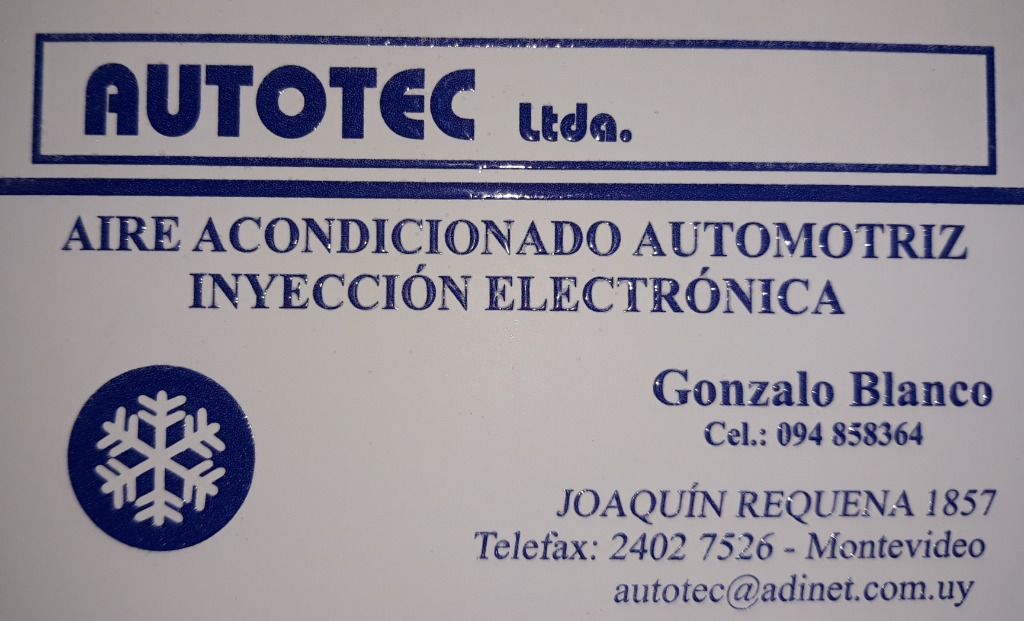 AUTOTEC Ltda.
AIRE ACONDICIONADO AUTOMOTRIZ
INYECCIÓN ELECTRÓNICA
Gonzalo Blanco
Cel.: 094 858364
JOAQUÍN REQUENA 1857
Telefax: 2402 7526 - Montevideo
autotec@adinet.com.uy